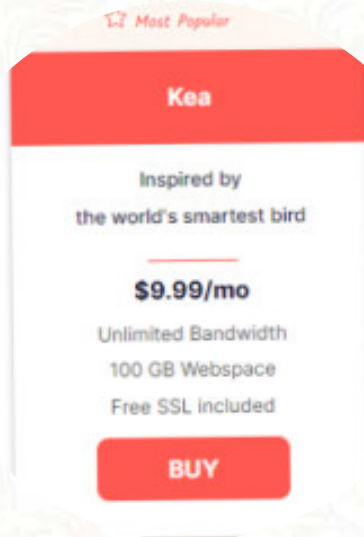 Most Popular
Kea
Inspired by
the world's smartest bird
$9.99/mo
Unlimited Bandwidth
100 GB Webspace
Free SSL included
BUY